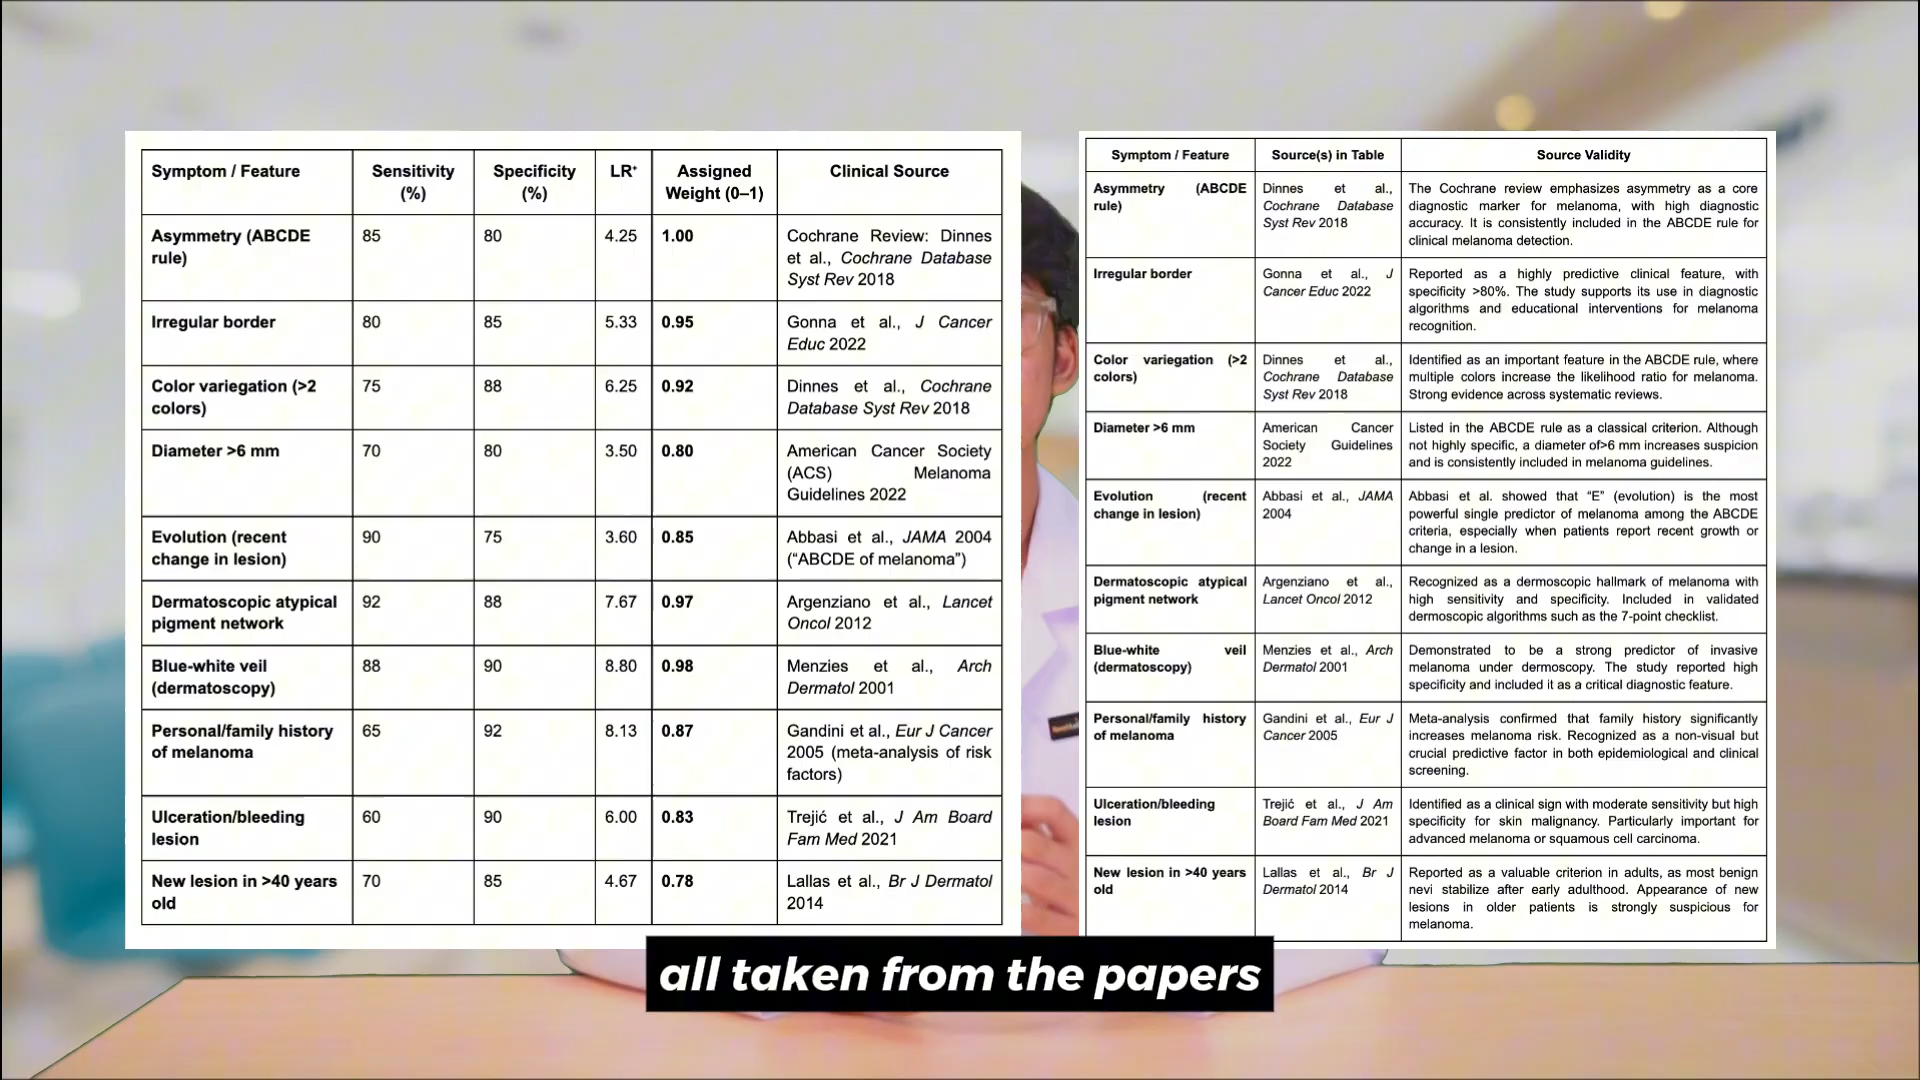 Symptom / Feature
Sensitivity
(%)
Specificity
(%)
LR⁺
Assigned
Weight (0–1)
Clinical Source
Asymmetry (ABCDE
rule)
85
80
4.25
1.00
Cochrane Review: Dinnes
et al., Cochrane Database
Syst Rev 2018
Irregular border
80
85
5.33
0.95
Gonna et al., J Cancer
Educ 2022
Color variegation (>2
colors)
75
88
6.25
0.92
Dinnes et al., Cochrane
Database Syst Rev 2018
Diameter >6 mm
70
80
3.50
0.80
American Cancer Society
(ACS) Melanoma
Guidelines 2022
Evolution (recent
change in lesion)
90
75
3.60
0.85
Abbasi et al., JAMA 2004
(“ABCDE of melanoma”)
Dermatoscopic atypical
pigment network
92
88
7.67
0.97
Argenziano et al., Lancet
Oncol 2012
Blue-white veil
(dermatoscopy)
88
90
8.80
0.98
Menzies et al., Arch
Dermatol 2001
Personal/family history
of melanoma
65
92
8.13
0.87
Gandini et al., Eur J Cancer
2005 (meta-analysis of risk
factors)
Ulceration/bleeding
lesion
60
90
6.00
0.83
Trejić et al., J Am Board
Fam Med 2021
New lesion in >40 years
old
70
85
4.67
0.78
Lallas et al., Br J Dermatol
2014
Symptom / Feature
Source(s) in Table
Source Validity
Asymmetry (ABCDE
rule)
Dinnes et al.,
Cochrane Database
Syst Rev 2018
The Cochrane review emphasizes asymmetry as a core
diagnostic marker for melanoma, with high diagnostic
accuracy. It is consistently included in the ABCDE rule for
clinical melanoma detection.
Irregular border
Gonna et al., J
Cancer Educ 2022
Reported as a highly predictive clinical feature, with
specificity >80%. The study supports its use in diagnostic
algorithms and educational interventions for melanoma
recognition.
Color variegation (>2
colors)
Dinnes et al.,
Cochrane Database
Syst Rev 2018
Identified as an important feature in the ABCDE rule, where
multiple colors increase the likelihood ratio for melanoma.
Strong evidence across systematic reviews.
Diameter >6 mm
American Cancer
Society Guidelines
2022
Listed in the ABCDE rule as a classical criterion. Although
not highly specific, a diameter of>6 mm increases suspicion
and is consistently included in melanoma guidelines.
Evolution (recent
change in lesion)
Abbasi et al., JAMA
2004
Abbasi et al. showed that “E” (evolution) is the most
powerful single predictor of melanoma among the ABCDE
criteria, especially when patients report recent growth or
change in a lesion.
Dermatoscopic atypical
pigment network
Argenziano et al.,
Lancet Oncol 2012
Recognized as a dermoscopic hallmark of melanoma with
high sensitivity and specificity. Included in validated
dermoscopic algorithms such as the 7-point checklist.
Blue-white veil
(dermatoscopy)
Menzies et al., Arch
Dermatol 2001
Demonstrated to be a strong predictor of invasive
melanoma under dermoscopy. The study reported high
specificity and included it as a critical diagnostic feature.
Personal/family history
of melanoma
Gandini et al., Eur J
Cancer 2005
Meta-analysis confirmed that family history significantly
increases melanoma risk. Recognized as a non-visual but
crucial predictive factor in both epidemiological and clinical
screening.
Ulceration/bleeding
lesion
Trejić et al., J Am
Board Fam Med 2021
Identified as a clinical sign with moderate sensitivity but high
specificity for skin malignancy. Particularly important for
advanced melanoma or squamous cell carcinoma.
New lesion in >40 years
old
Lallas et al., Br J
Dermatol 2014
Reported as a valuable criterion in adults, as most benign
nevi stabilize after early adulthood. Appearance of new
lesions in older patients is strongly suspicious for
melanoma.
all taken from the papers